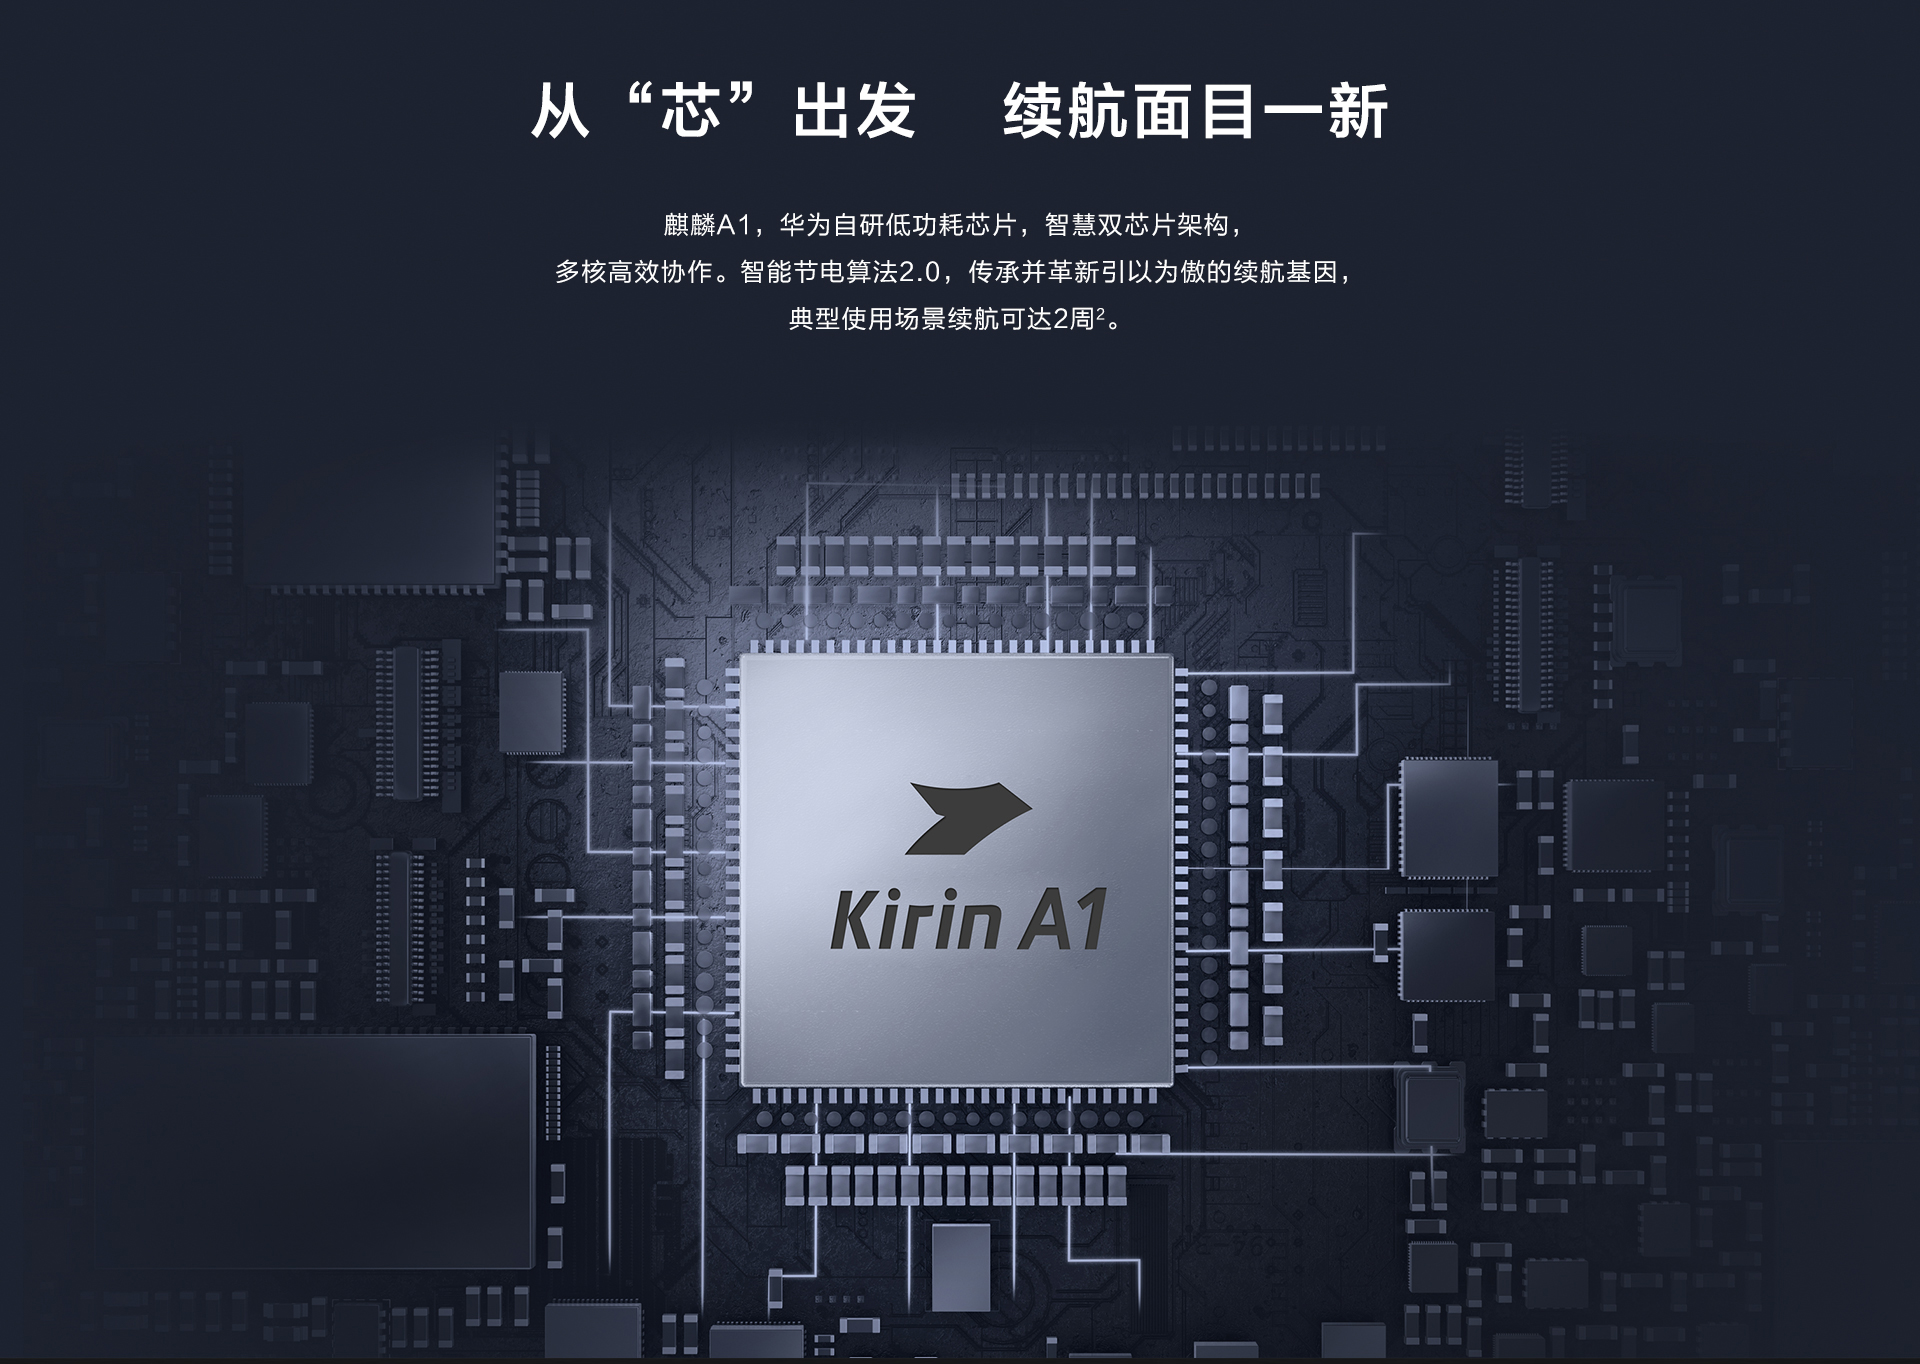 从“芯”出发 续航面目一新
麒麟A1，华为自研低功耗芯片，智慧双芯片架构，
多核高效协作。智能节电算法2.0，传承并革新引以为傲的续航基因，
典型使用场景续航可达2周²。
Kirin A1